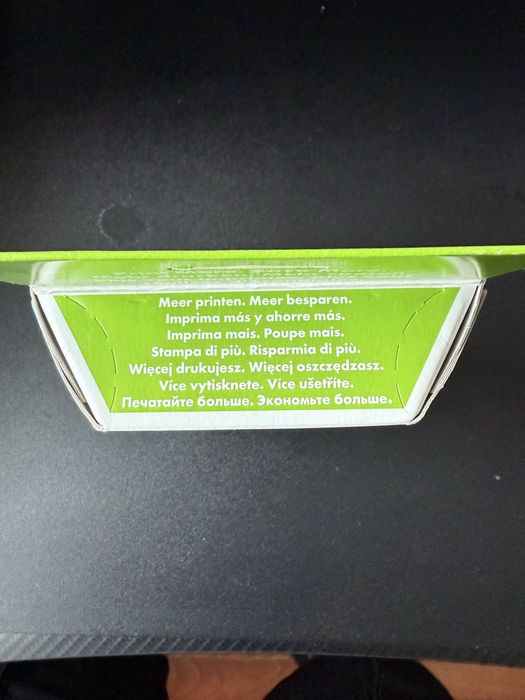 Meer printen. Meer besparen.
Imprima más y ahorre más.
Imprima mais. Poupe mais.
Stampa di più. Risparmia di più.
Więcej drukujesz. Więcej oszczędzasz.
Více vytisknete. Více ušetříte.
Печатайте больше. Экономьте больше.